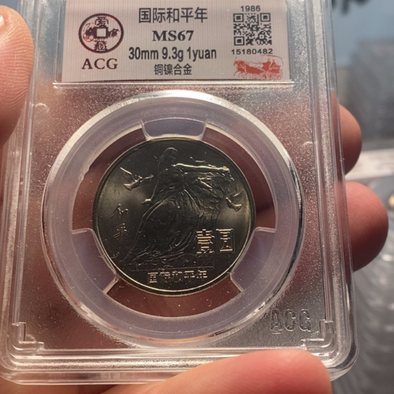 国际和平年
MS67
30mm 9.3g 1yuan
铜镍合金
ACG
1986
15180482
和平
壹圆
国际和平年
ACG